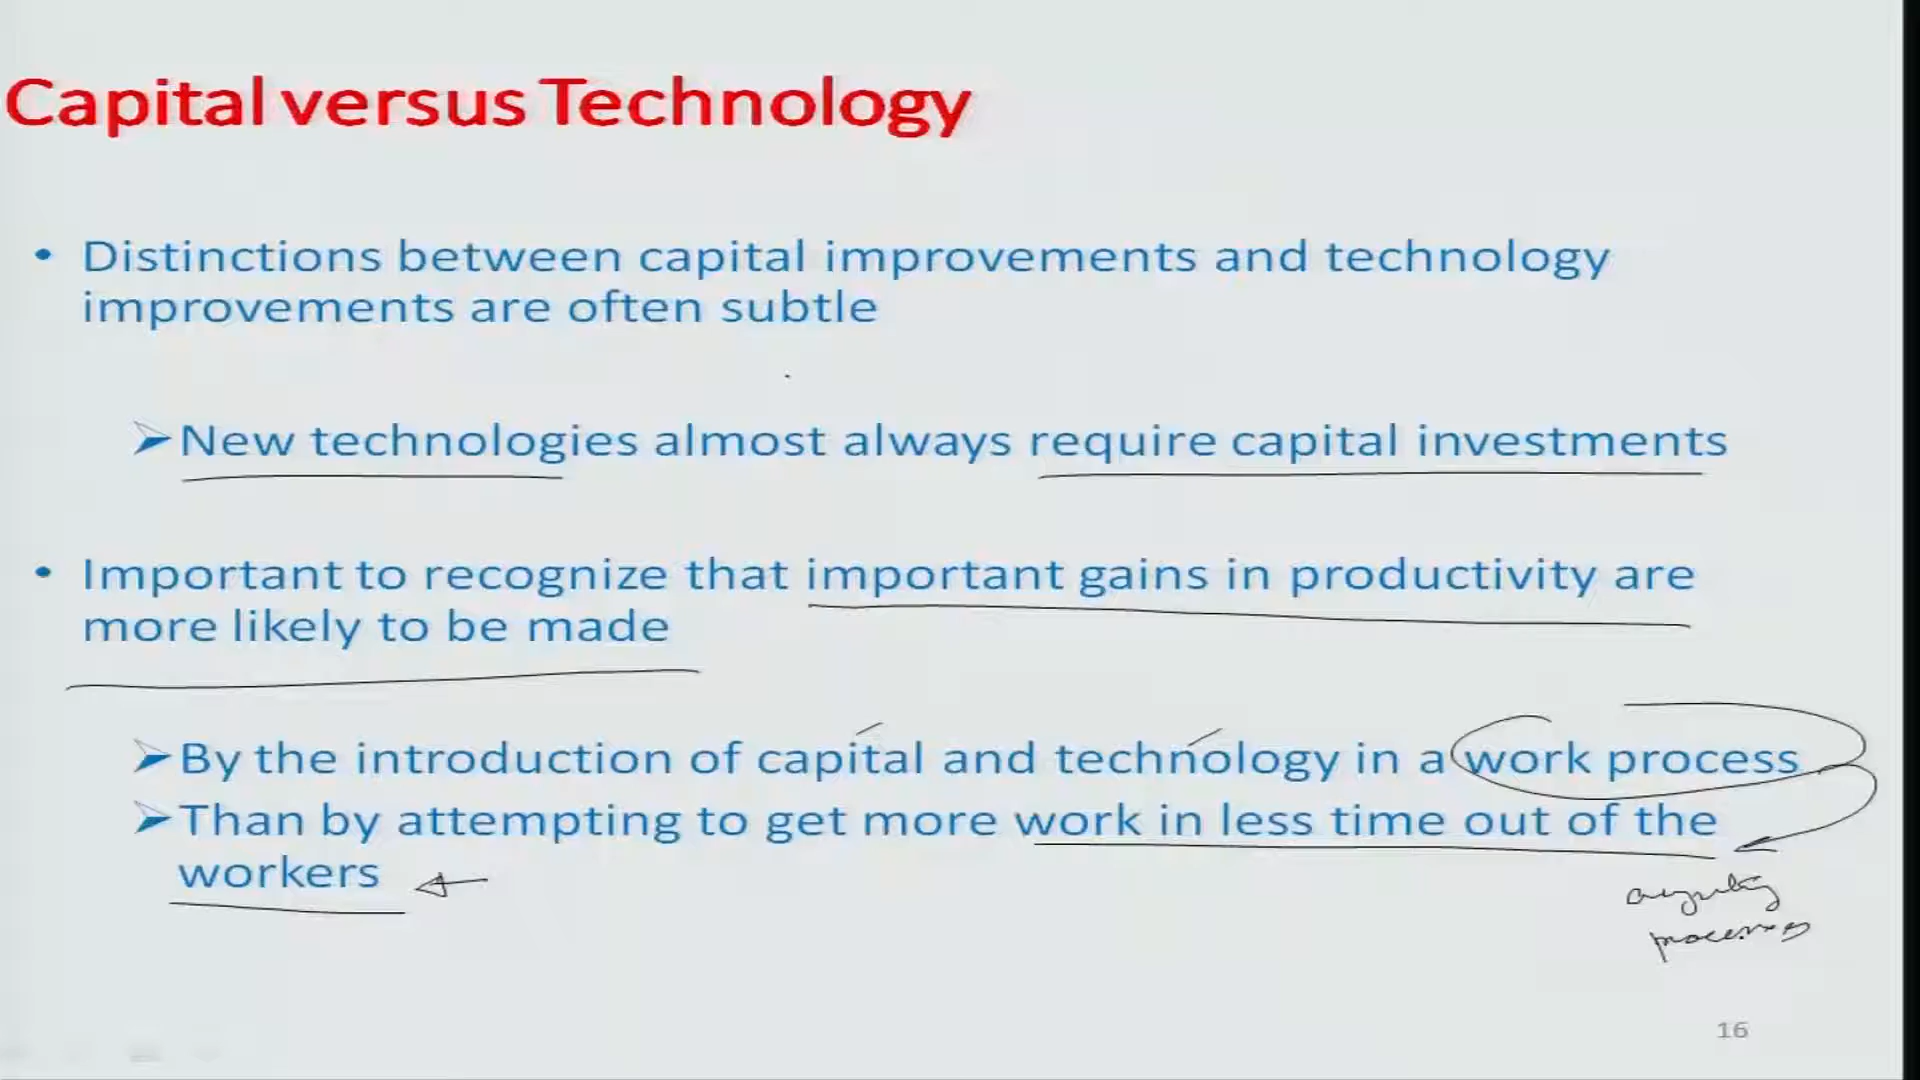 Capital versus Technology
• Distinctions between capital improvements and technology
improvements are often subtle
➢New technologies almost always require capital investments
• Important to recognize that important gains in productivity are
more likely to be made
➢By the introduction of capital and technology in a work process
➢Than by attempting to get more work in less time out of the
workers
processes
16